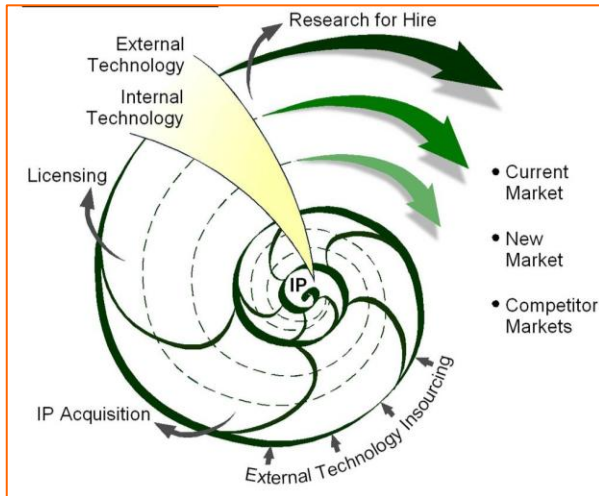 Research for Hire
External
Technology
Internal
Technology
Licensing
• Current
Market
• New
Market
IP
• Competitor
Markets
IP Acquisition
External Technology Insourcing